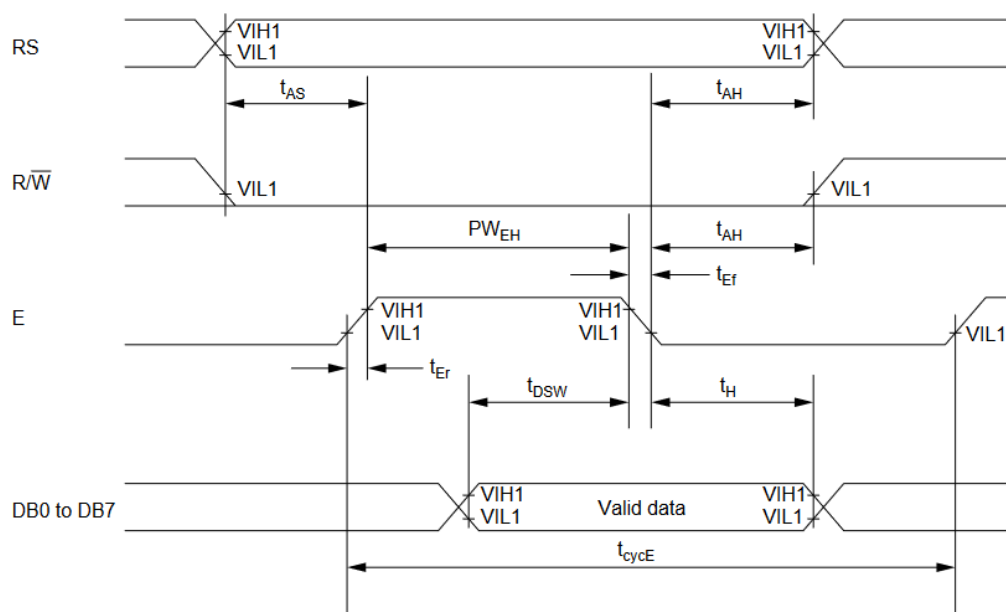 RS
VIH1
VIL1
VIH1
VIL1
tAS
tAH
R/W̅
VIL1
VIL1
PWEH
tAH
tEf
E
VIH1
VIL1
VIH1
VIL1
VIL1
tEr
tDSW
tH
DB0 to DB7
VIH1
VIL1
Valid data
VIH1
VIL1
tcycE